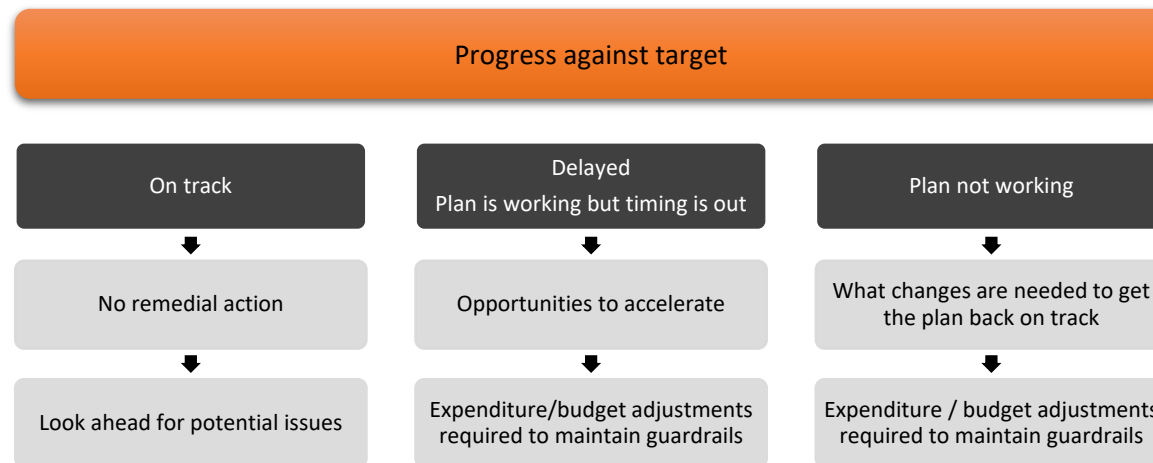 Progress against target
On track
No remedial action
Look ahead for potential issues
Delayed
Plan is working but timing is out
Opportunities to accelerate
Expenditure/budget adjustments
required to maintain guardrails
Plan not working
What changes are needed to get
the plan back on track
Expenditure / budget adjustments
required to maintain guardrails